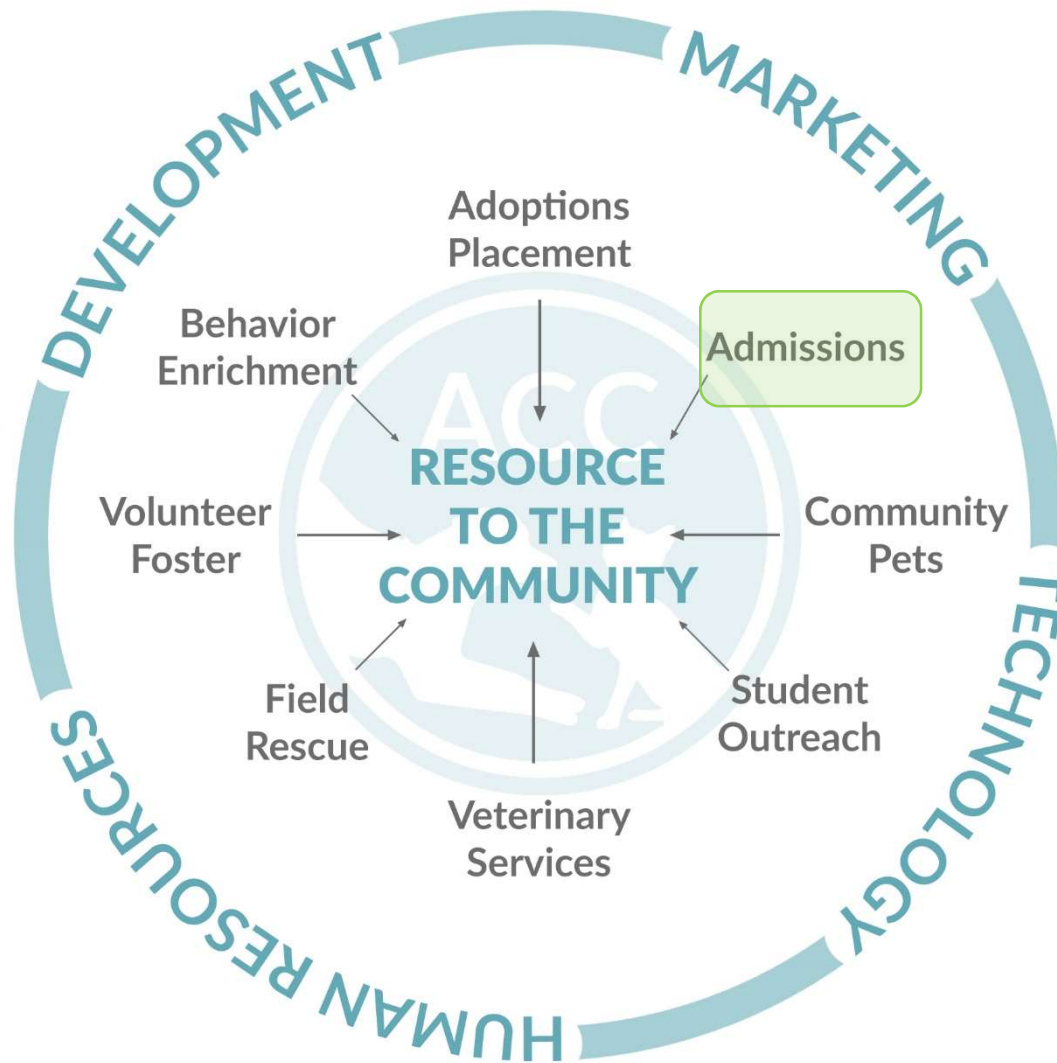 DEVELOPMENT
MARKETING
TECHNOLOGY
HUMAN RESOURCES
Adoptions
Placement
Behavior
Enrichment
Admissions
ACC
RESOURCE
TO THE
COMMUNITY
Volunteer
Foster
Community
Pets
Field
Rescue
Student
Outreach
Veterinary
Services